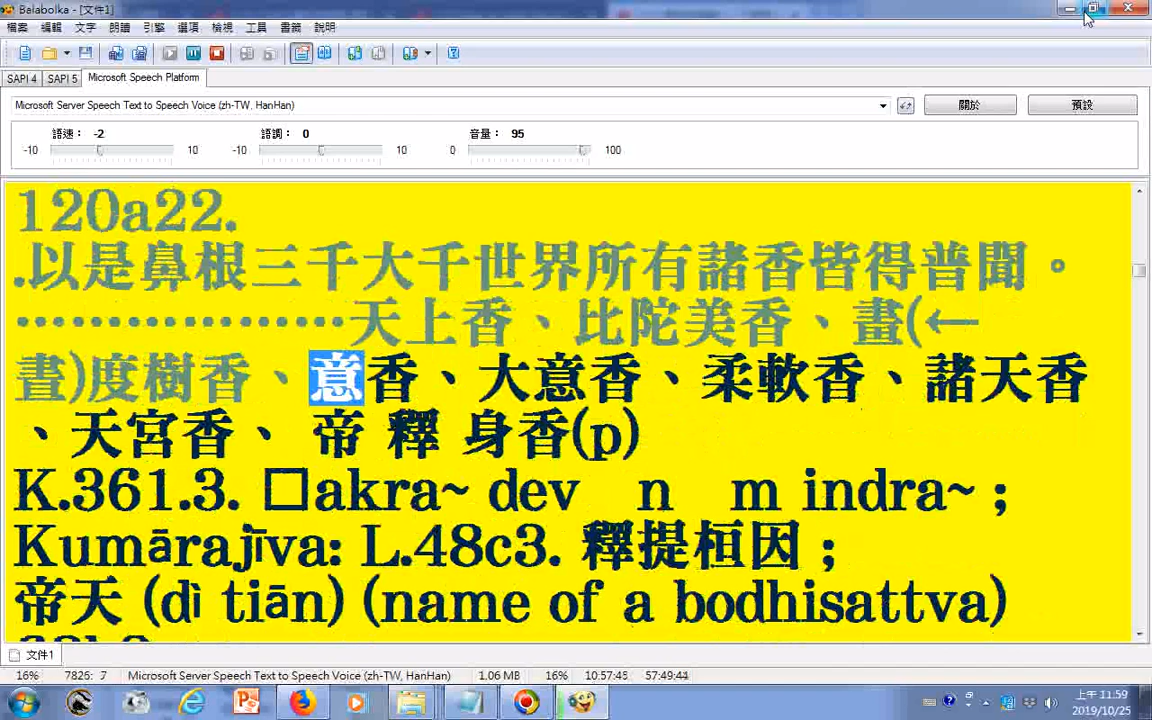 Balabolka - [文件1]
檔案 編輯 文字 朗讀 引擎 選項 檢視 工具 書籤 說明
SAPI 4 SAPI 5 Microsoft Speech Platform
Microsoft Server Speech Text to Speech Voice (zh-TW, HanHan) 關於 預設
語速： -2 語調： 0 音量： 95
-10 10 -10 10 0 100
120a22.
.以是鼻根三千大千世界所有諸香皆得普聞。
··················天上香、比陀美香、畫(←
晝)度樹香、意香、大意香、柔軟香、諸天香
、天宮香、 帝 釋 身香(p)
K.361.3. □akra~ dev n m indra~ ;
Kumārajīva: L.48c3. 釋提桓因 ;
帝天 (dì tiān) (name of a bodhisattva)
文件1
16% 7826: 7 Microsoft Server Speech Text to Speech Voice (zh-TW, HanHan) 1.06 MB 16% 10:57:45 57:49:44
上午 11:59
2019/10/25